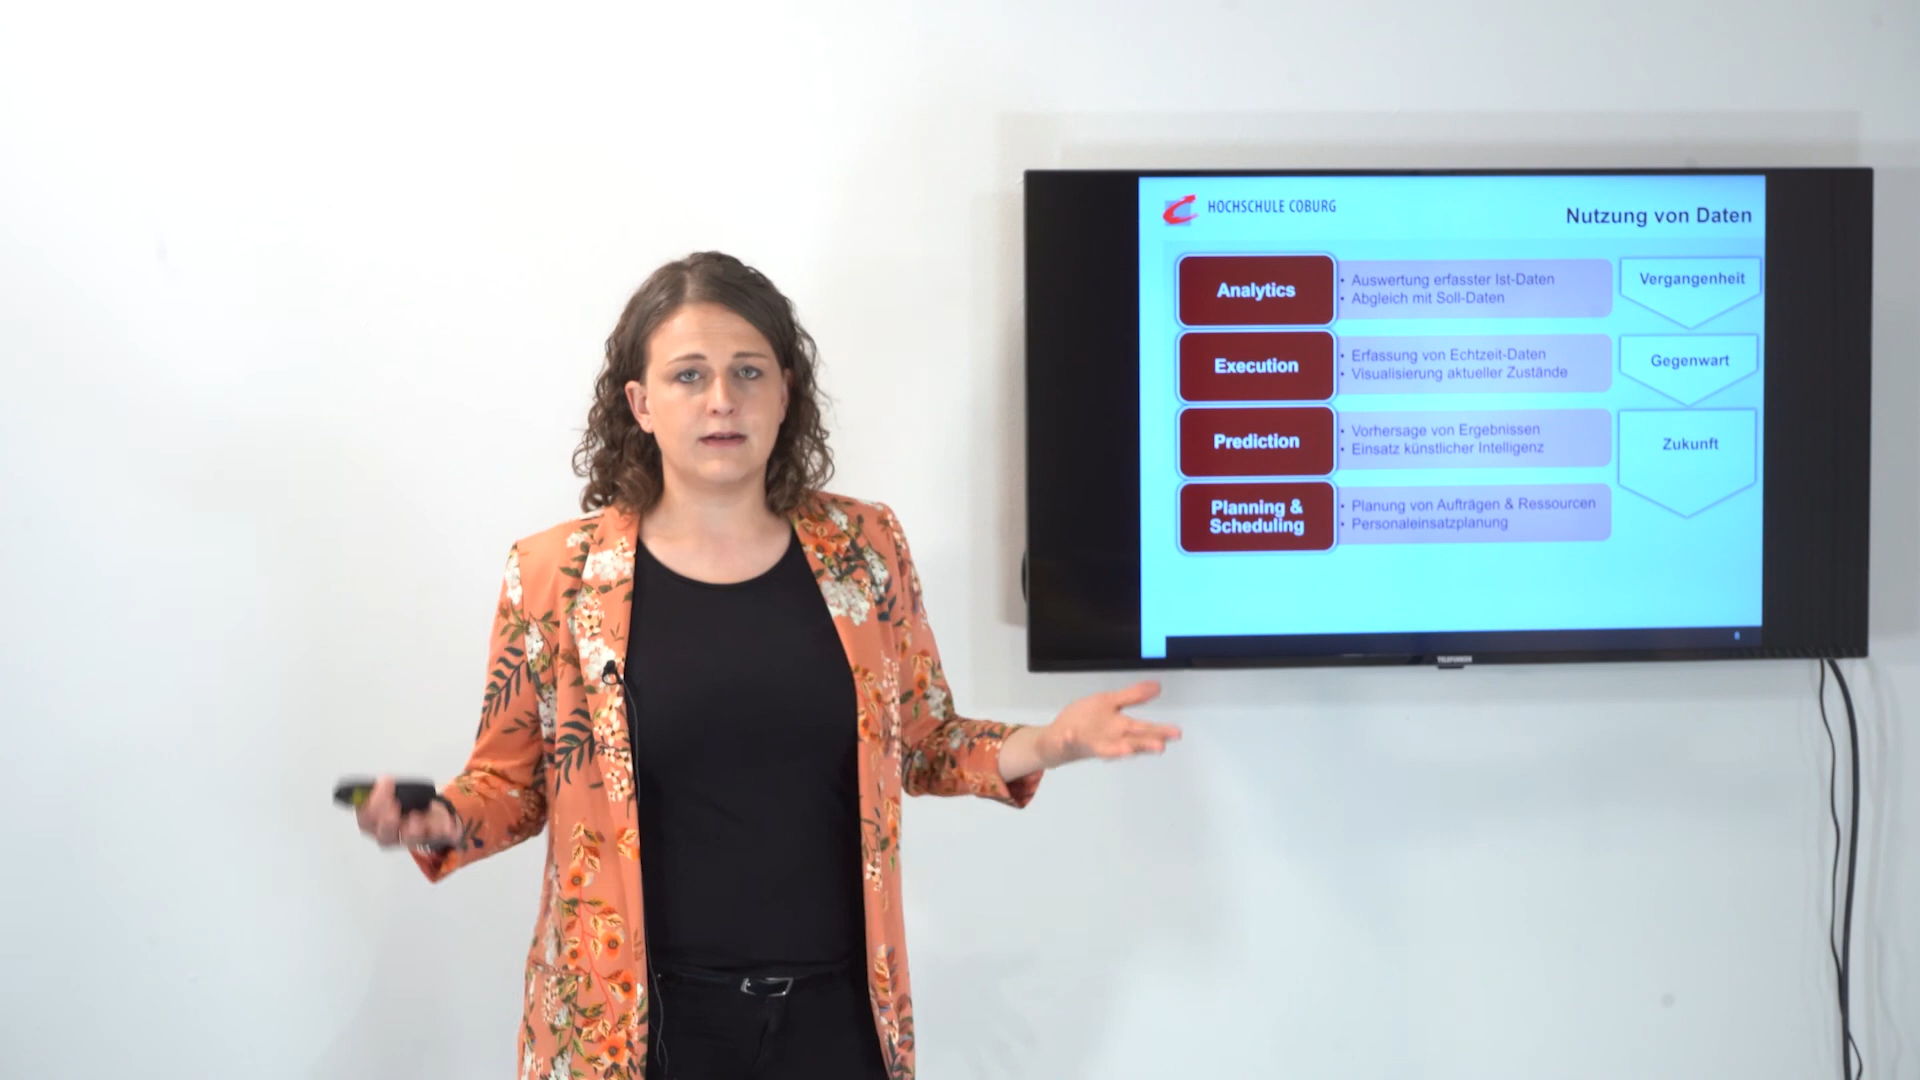 HOCHSCHULE COBURG
Nutzung von Daten
Analytics
• Auswertung erfasster Ist-Daten
• Abgleich mit Soll-Daten
Vergangenheit
Execution
• Erfassung von Echtzeit-Daten
• Visualisierung aktueller Zustände
Gegenwart
Prediction
• Vorhersage von Ergebnissen
• Einsatz künstlicher Intelligenz
Zukunft
Planning &
Scheduling
• Planung von Aufträgen & Ressourcen
• Personaleinsatzplanung
TELEFUNKEN